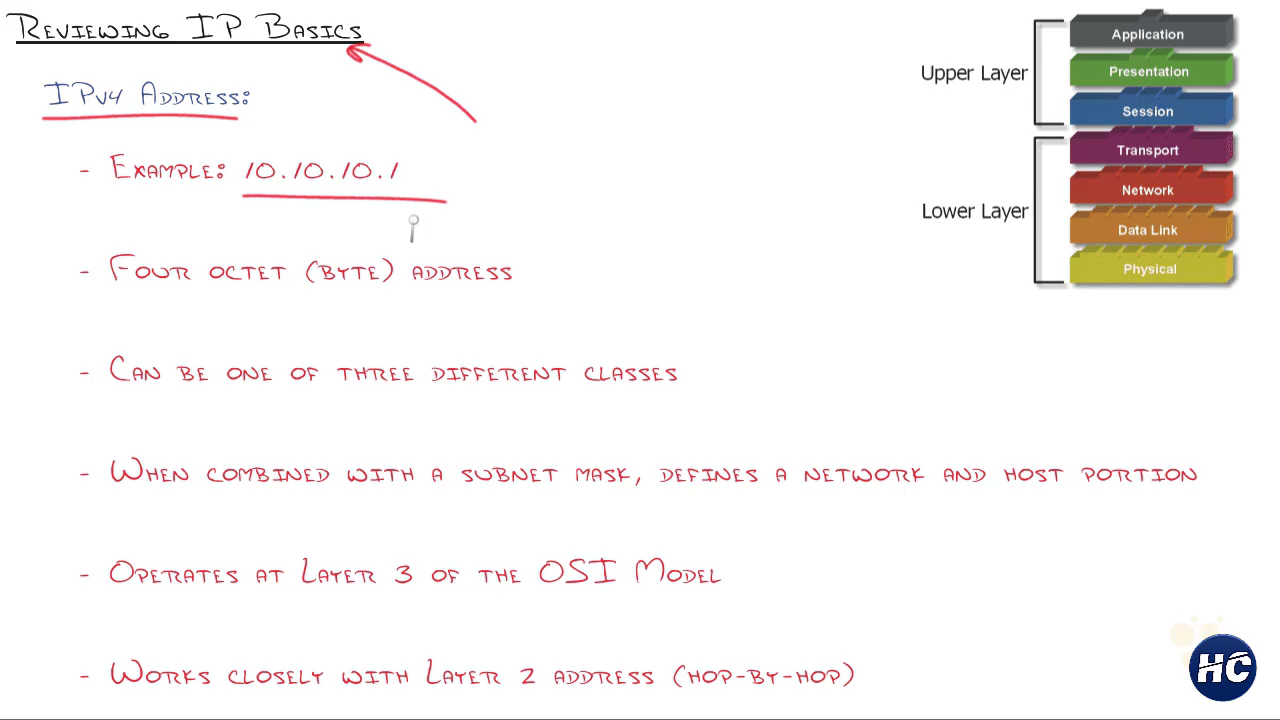 Reviewing IP Basics
IPv4 Address:
- Example: 10.10.10.1
- Four octet (byte) address
- Can be one of three different classes
- When combined with a subnet mask, defines a network and host portion
- Operates at Layer 3 of the OSI Model
- Works closely with Layer 2 address (hop-by-hop)
Upper Layer
Application
Presentation
Session
Lower Layer
Transport
Network
Data Link
Physical
HC